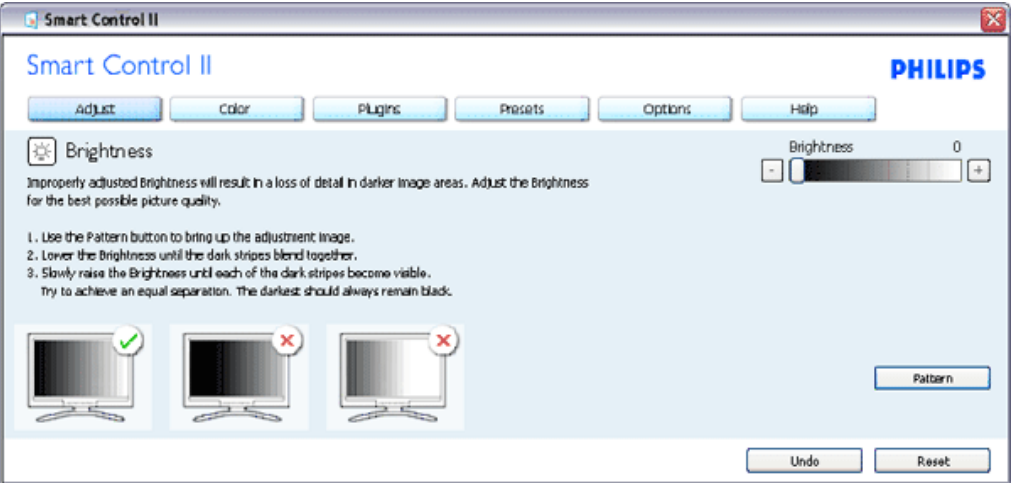 Smart Control II
Smart Control II
PHILIPS
Adjust Color Plugins Presets Options Help
Brightness
Brightness 0
- +
Improperly adjusted Brightness will result in a loss of detail in darker image areas. Adjust the Brightness
for the best possible picture quality.
1. Use the Pattern button to bring up the adjustment image.
2. Lower the Brightness until the dark stripes blend together.
3. Slowly raise the Brightness until each of the dark stripes become visible.
Try to achieve an equal separation. The darkest should always remain black.
Pattern
Undo Reset